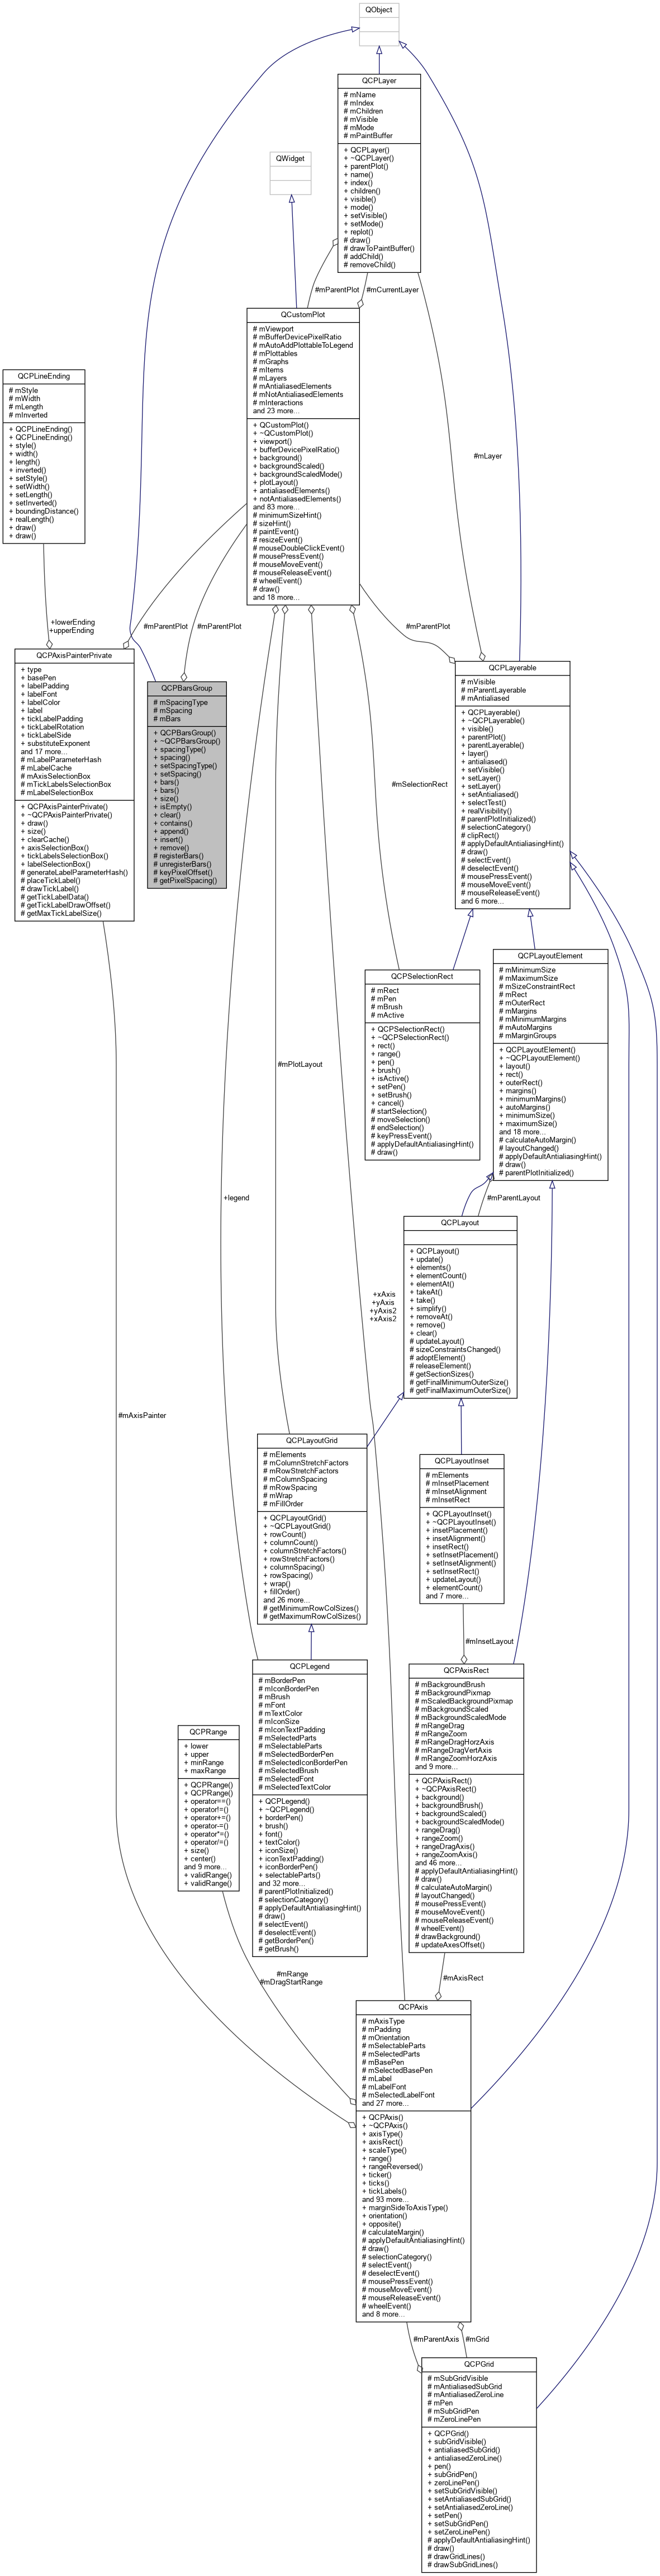 QObject
QCPLayer
# mName
# mIndex
# mChildren
# mVisible
# mMode
# mPaintBuffer
+ QCPLayer()
+ ~QCPLayer()
+ parentPlot()
+ name()
+ index()
+ children()
+ visible()
+ mode()
+ setVisible()
+ setMode()
+ replot()
# draw()
# drawToPaintBuffer()
# addChild()
# removeChild()
QWidget
#mParentPlot
#mCurrentLayer
QCustomPlot
# mViewport
# mBufferDevicePixelRatio
# mAutoAddPlottableToLegend
# mPlottables
# mGraphs
# mItems
# mLayers
# mAntialiasedElements
# mNotAntialiasedElements
# mInteractions
and 23 more...
+ QCustomPlot()
+ ~QCustomPlot()
+ viewport()
+ bufferDevicePixelRatio()
+ background()
+ backgroundScaled()
+ backgroundScaledMode()
+ plotLayout()
+ antialiasedElements()
+ notAntialiasedElements()
and 83 more...
# minimumSizeHint()
# sizeHint()
# paintEvent()
# resizeEvent()
# mouseDoubleClickEvent()
# mousePressEvent()
# mouseMoveEvent()
# mouseReleaseEvent()
# wheelEvent()
# draw()
and 18 more...
QCPLineEnding
# mStyle
# mWidth
# mLength
# mInverted
+ QCPLineEnding()
+ QCPLineEnding()
+ style()
+ width()
+ length()
+ inverted()
+ setStyle()
+ setWidth()
+ setLength()
+ setInverted()
+ boundingDistance()
+ realLength()
+ draw()
+ draw()
#mLayer
+lowerEnding
+upperEnding
#mParentPlot
#mParentPlot
#mParentPlot
QCPAxisPainterPrivate
+ type
+ basePen
+ labelPadding
+ labelFont
+ labelColor
+ label
+ tickLabelPadding
+ tickLabelRotation
+ tickLabelSide
+ substituteExponent
and 17 more...
# mLabelParameterHash
# mLabelCache
# mAxisSelectionBox
# mTickLabelsSelectionBox
# mLabelSelectionBox
+ QCPAxisPainterPrivate()
+ ~QCPAxisPainterPrivate()
+ draw()
+ size()
+ clearCache()
+ axisSelectionBox()
+ tickLabelsSelectionBox()
+ labelSelectionBox()
# generateLabelParameterHash()
# placeTickLabel()
# drawTickLabel()
# getTickLabelData()
# getTickLabelDrawOffset()
# getMaxTickLabelSize()
QCPBarsGroup
# mSpacingType
# mSpacing
# mBars
+ QCPBarsGroup()
+ ~QCPBarsGroup()
+ spacingType()
+ spacing()
+ setSpacingType()
+ setSpacing()
+ bars()
+ bars()
+ size()
+ isEmpty()
+ clear()
+ contains()
+ append()
+ insert()
+ remove()
# registerBars()
# unregisterBars()
# keyPixelOffset()
# getPixelSpacing()
QCPLayerable
# mVisible
# mParentLayerable
# mAntialiased
+ QCPLayerable()
+ ~QCPLayerable()
+ visible()
+ parentPlot()
+ parentLayerable()
+ layer()
+ antialiased()
+ setVisible()
+ setLayer()
+ setLayer()
+ setAntialiased()
+ selectTest()
+ realVisibility()
# parentPlotInitialized()
# selectionCategory()
# clipRect()
# applyDefaultAntialiasingHint()
# draw()
# selectEvent()
# deselectEvent()
# mousePressEvent()
# mouseMoveEvent()
# mouseReleaseEvent()
and 6 more...
#mSelectionRect
QCPSelectionRect
# mRect
# mPen
# mBrush
# mActive
+ QCPSelectionRect()
+ ~QCPSelectionRect()
+ rect()
+ range()
+ pen()
+ brush()
+ isActive()
+ setPen()
+ setBrush()
+ cancel()
# startSelection()
# moveSelection()
# endSelection()
# keyPressEvent()
# applyDefaultAntialiasingHint()
# draw()
QCPLayoutElement
# mMinimumSize
# mMaximumSize
# mSizeConstraintRect
# mRect
# mOuterRect
# mMargins
# mMinimumMargins
# mAutoMargins
# mMarginGroups
+ QCPLayoutElement()
+ ~QCPLayoutElement()
+ layout()
+ rect()
+ outerRect()
+ margins()
+ minimumMargins()
+ autoMargins()
+ minimumSize()
+ maximumSize()
and 18 more...
# calculateAutoMargin()
# layoutChanged()
# applyDefaultAntialiasingHint()
# draw()
# parentPlotInitialized()
#mPlotLayout
#mParentLayout
+legend
QCPLayout
+ QCPLayout()
+ update()
+ elements()
+ elementCount()
+ elementAt()
+ takeAt()
+ take()
+ simplify()
+ removeAt()
+ remove()
+ clear()
# updateLayout()
# sizeConstraintsChanged()
# adoptElement()
# releaseElement()
# getSectionSizes()
# getFinalMinimumOuterSize()
# getFinalMaximumOuterSize()
+xAxis
+yAxis
+yAxis2
+xAxis2
#mAxisPainter
QCPLayoutGrid
# mElements
# mColumnStretchFactors
# mRowStretchFactors
# mColumnSpacing
# mRowSpacing
# mWrap
# mFillOrder
+ QCPLayoutGrid()
+ ~QCPLayoutGrid()
+ rowCount()
+ columnCount()
+ columnStretchFactors()
+ rowStretchFactors()
+ columnSpacing()
+ rowSpacing()
+ wrap()
+ fillOrder()
and 26 more...
# getMinimumRowColSizes()
# getMaximumRowColSizes()
QCPLayoutInset
# mElements
# mInsetPlacement
# mInsetAlignment
# mInsetRect
+ QCPLayoutInset()
+ ~QCPLayoutInset()
+ insetPlacement()
+ insetAlignment()
+ insetRect()
+ setInsetPlacement()
+ setInsetAlignment()
+ setInsetRect()
+ updateLayout()
+ elementCount()
and 7 more...
#mInsetLayout
QCPLegend
# mBorderPen
# mIconBorderPen
# mBrush
# mFont
# mTextColor
# mIconSize
# mIconTextPadding
# mSelectedParts
# mSelectableParts
# mSelectedBorderPen
# mSelectedIconBorderPen
# mSelectedBrush
# mSelectedFont
# mSelectedTextColor
+ QCPLegend()
+ ~QCPLegend()
+ borderPen()
+ brush()
+ font()
+ textColor()
+ iconSize()
+ iconTextPadding()
+ iconBorderPen()
+ selectableParts()
and 32 more...
# parentPlotInitialized()
# selectionCategory()
# applyDefaultAntialiasingHint()
# draw()
# selectEvent()
# deselectEvent()
# getBorderPen()
# getBrush()
QCPAxisRect
# mBackgroundBrush
# mBackgroundPixmap
# mScaledBackgroundPixmap
# mBackgroundScaled
# mBackgroundScaledMode
# mRangeDrag
# mRangeZoom
# mRangeDragHorzAxis
# mRangeDragVertAxis
# mRangeZoomHorzAxis
and 9 more...
+ QCPAxisRect()
+ ~QCPAxisRect()
+ background()
+ backgroundBrush()
+ backgroundScaled()
+ backgroundScaledMode()
+ rangeDrag()
+ rangeZoom()
+ rangeDragAxis()
+ rangeZoomAxis()
and 46 more...
# applyDefaultAntialiasingHint()
# draw()
# calculateAutoMargin()
# layoutChanged()
# mousePressEvent()
# mouseMoveEvent()
# mouseReleaseEvent()
# wheelEvent()
# drawBackground()
# updateAxesOffset()
QCPRange
+ lower
+ upper
+ minRange
+ maxRange
+ QCPRange()
+ QCPRange()
+ operator==()
+ operator!=()
+ operator+=()
+ operator-=()
+ operator*=()
+ operator/=()
+ size()
+ center()
and 9 more...
+ validRange()
+ validRange()
#mRange
#mDragStartRange
#mAxisRect
QCPAxis
# mAxisType
# mPadding
# mOrientation
# mSelectableParts
# mSelectedParts
# mBasePen
# mSelectedBasePen
# mLabel
# mLabelFont
# mSelectedLabelFont
and 27 more...
+ QCPAxis()
+ ~QCPAxis()
+ axisType()
+ axisRect()
+ scaleType()
+ range()
+ rangeReversed()
+ ticker()
+ ticks()
+ tickLabels()
and 93 more...
+ marginSideToAxisType()
+ orientation()
+ opposite()
# calculateMargin()
# applyDefaultAntialiasingHint()
# draw()
# selectionCategory()
# selectEvent()
# deselectEvent()
# mousePressEvent()
# mouseMoveEvent()
# mouseReleaseEvent()
# wheelEvent()
and 8 more...
#mParentAxis
#mGrid
QCPGrid
# mSubGridVisible
# mAntialiasedSubGrid
# mAntialiasedZeroLine
# mPen
# mSubGridPen
# mZeroLinePen
+ QCPGrid()
+ subGridVisible()
+ antialiasedSubGrid()
+ antialiasedZeroLine()
+ pen()
+ subGridPen()
+ zeroLinePen()
+ setSubGridVisible()
+ setAntialiasedSubGrid()
+ setAntialiasedZeroLine()
+ setPen()
+ setSubGridPen()
+ setZeroLinePen()
# applyDefaultAntialiasingHint()
# draw()
# drawGridLines()
# drawSubGridLines()